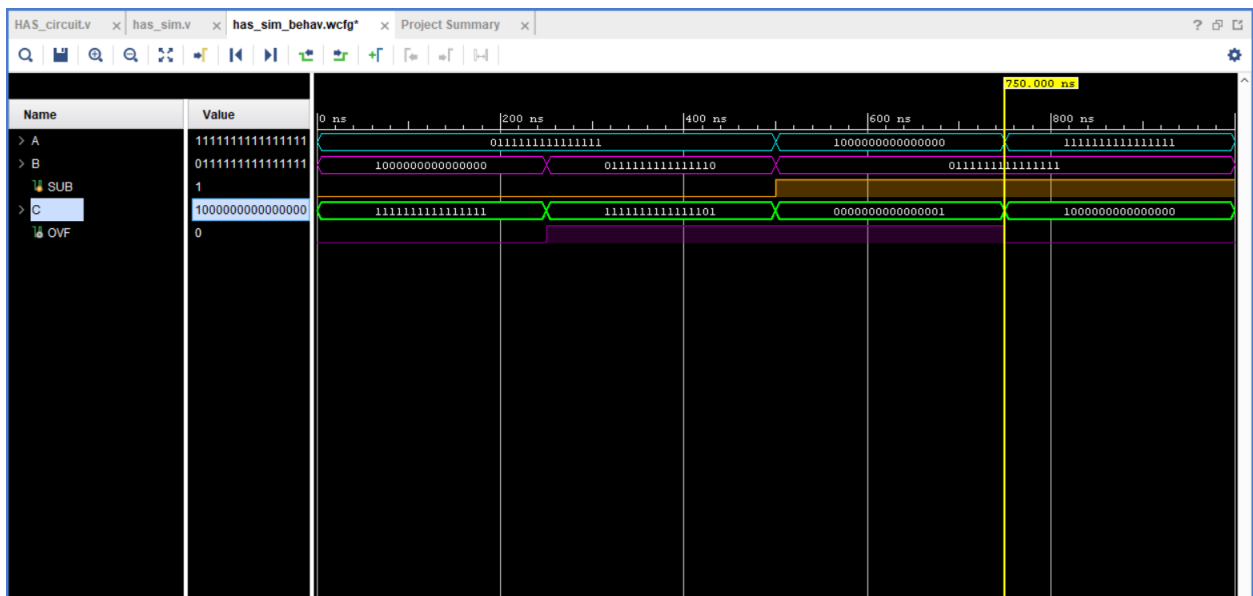 HAS_circuit.v × has_sim.v × has_sim_behav.wcfg* × Project Summary × ?
750.000 ns
Name Value 0 ns 200 ns 400 ns 600 ns 800 ns
> A 1111111111111111 0111111111111111 1000000000000000 1111111111111111
> B 0111111111111111 1000000000000000 0111111111111110 0111111111111111
SUB 1
> C 1000000000000000 1111111111111111 1111111111111101 0000000000000001 1000000000000000
OVF 0